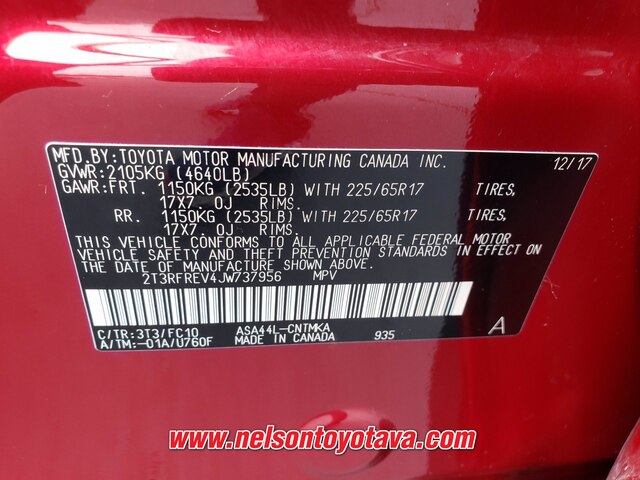 MFD.BY:TOYOTA MOTOR MANUFACTURING CANADA INC. 12/17
GVWR:2105KG (4640LB)
GAWR:FRT. 1150KG (2535LB) WITH 225/65R17 TIRES,
17X7.0J RIMS.
RR. 1150KG (2535LB) WITH 225/65R17 TIRES,
17X7.0J RIMS.
THIS VEHICLE CONFORMS TO ALL APPLICABLE FEDERAL MOTOR
VEHICLE SAFETY AND THEFT PREVENTION STANDARDS IN EFFECT ON
THE DATE OF MANUFACTURE SHOWN ABOVE.
2T3RFREV4JW737956 MPV
C/TR:3T3/FC10 ASA44L-CNTMKA
A/TM:-01A/U760F MADE IN CANADA 935 A
www.nelsontoyotava.com